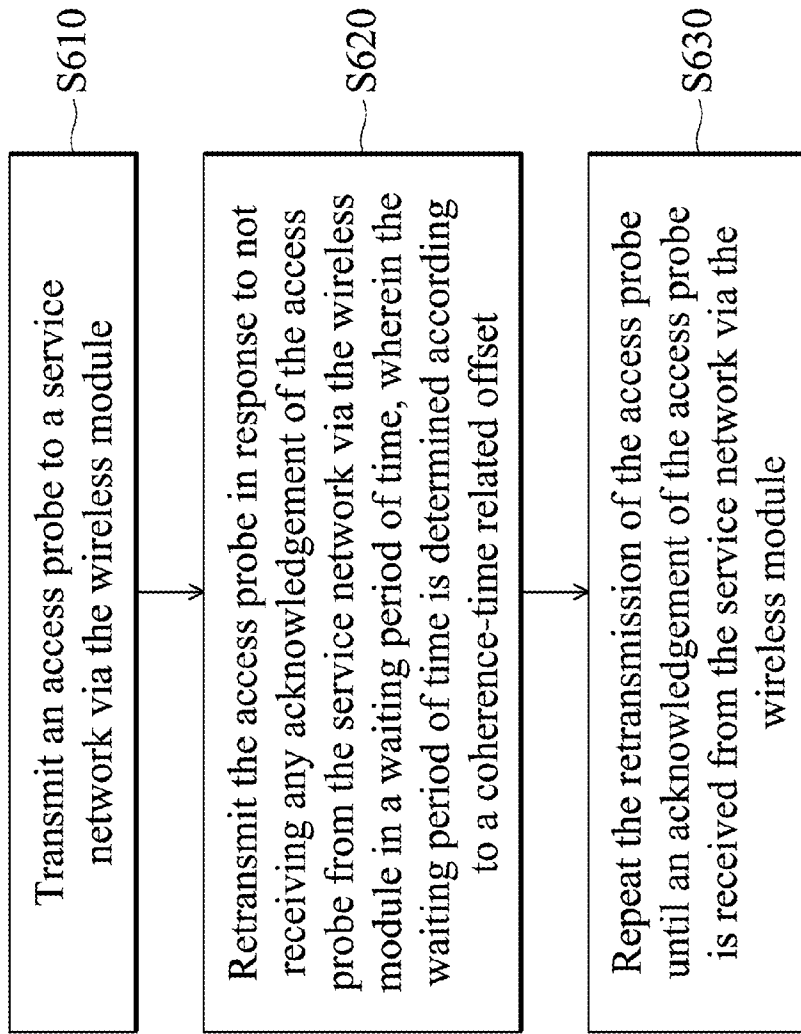 Transmit an access probe to a service
network via the wireless module
S610
Retransmit the access probe in response to not
receiving any acknowledgement of the access
probe from the service network via the wireless
module in a waiting period of time, wherein the
waiting period of time is determined according
to a coherence-time related offset
S620
Repeat the retransmission of the access probe
until an acknowledgement of the access probe
is received from the service network via the
wireless module
S630